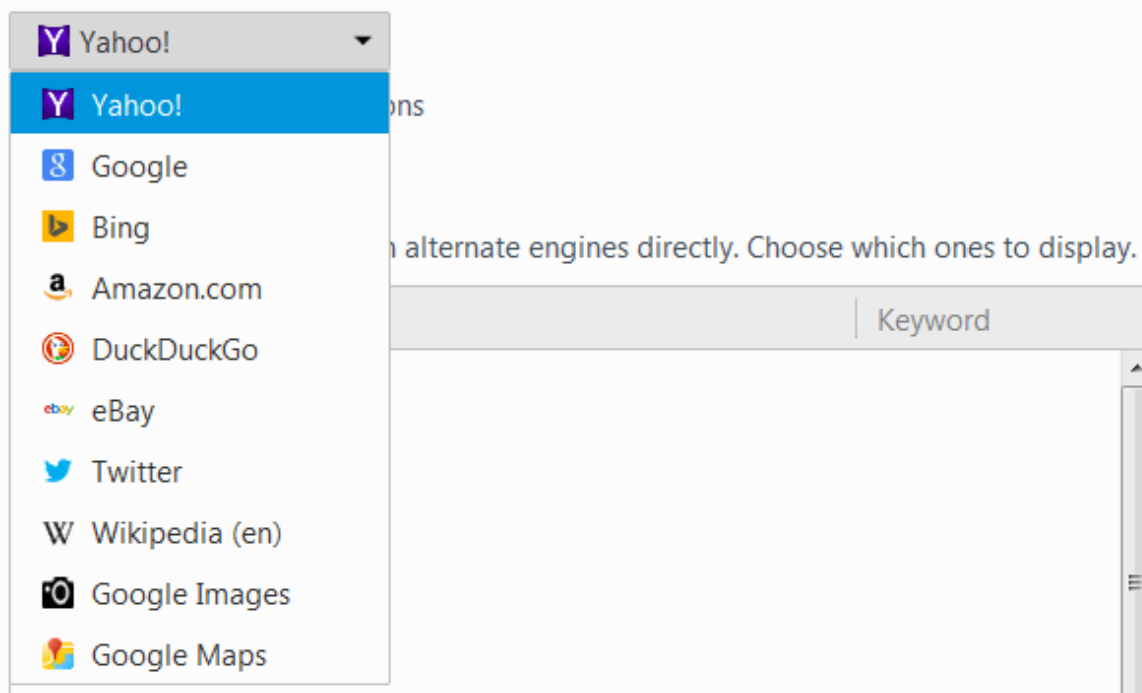 Yahoo!
Yahoo!
Google
Bing
Amazon.com
DuckDuckGo
eBay
Twitter
Wikipedia (en)
Google Images
Google Maps
alternate engines directly. Choose which ones to display.
Keyword